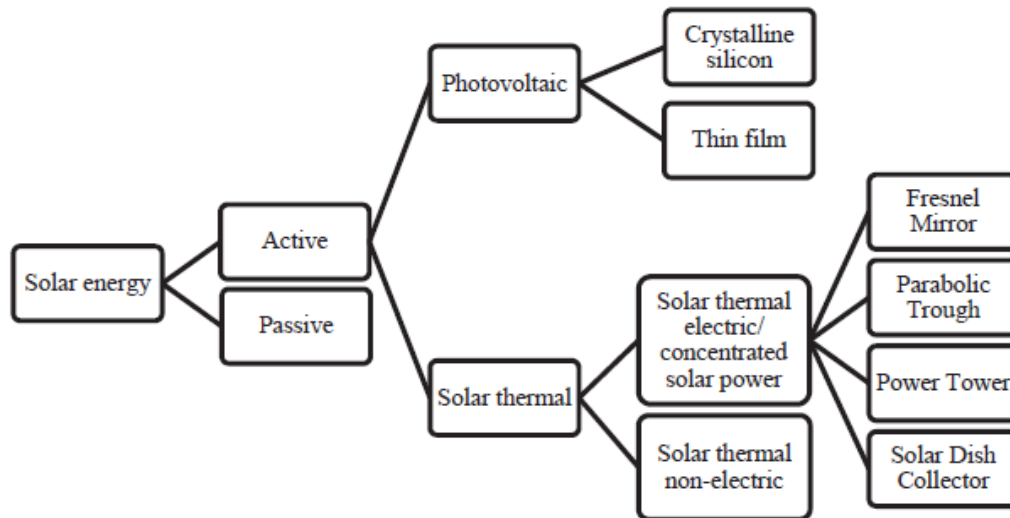 Solar energy
Active
Passive
Photovoltaic
Solar thermal
Crystalline
silicon
Thin film
Solar thermal
electric/
concentrated
solar power
Solar thermal
non-electric
Fresnel
Mirror
Parabolic
Trough
Power Tower
Solar Dish
Collector